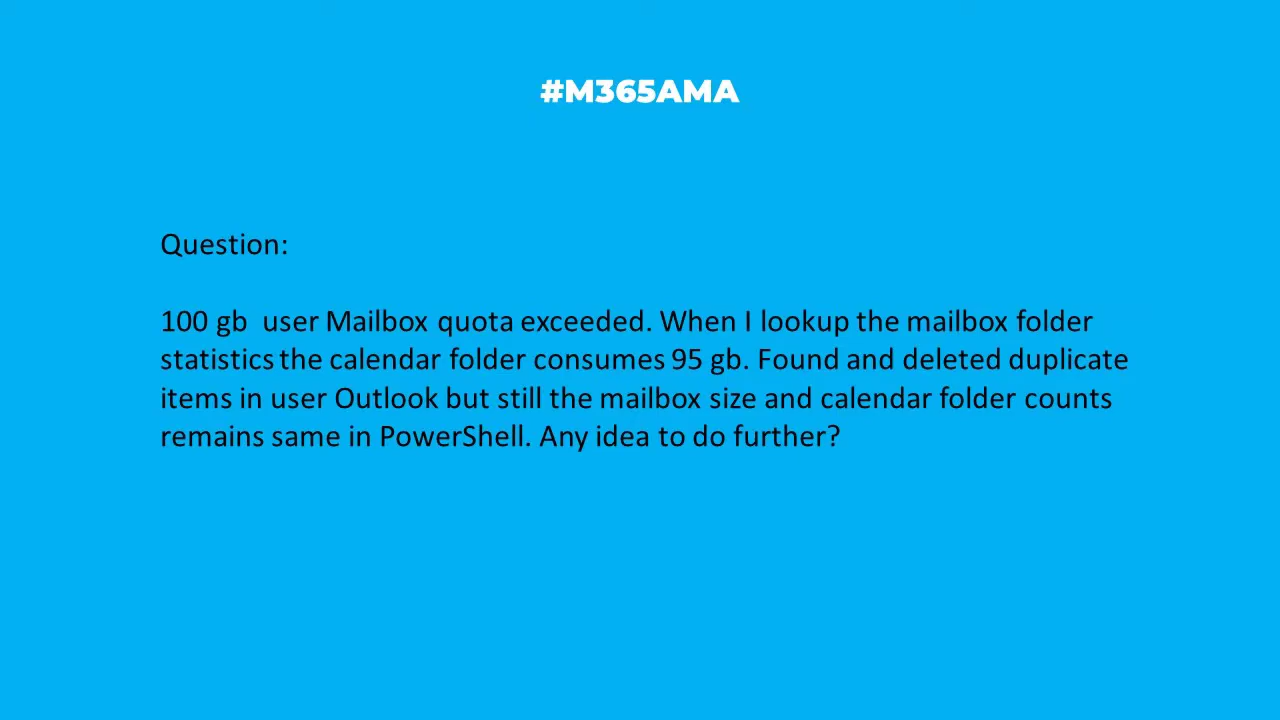 #M365AMA
Question:
100 gb  user Mailbox quota exceeded. When I lookup the mailbox folder
statistics the calendar folder consumes 95 gb. Found and deleted duplicate
items in user Outlook but still the mailbox size and calendar folder counts
remains same in PowerShell. Any idea to do further?